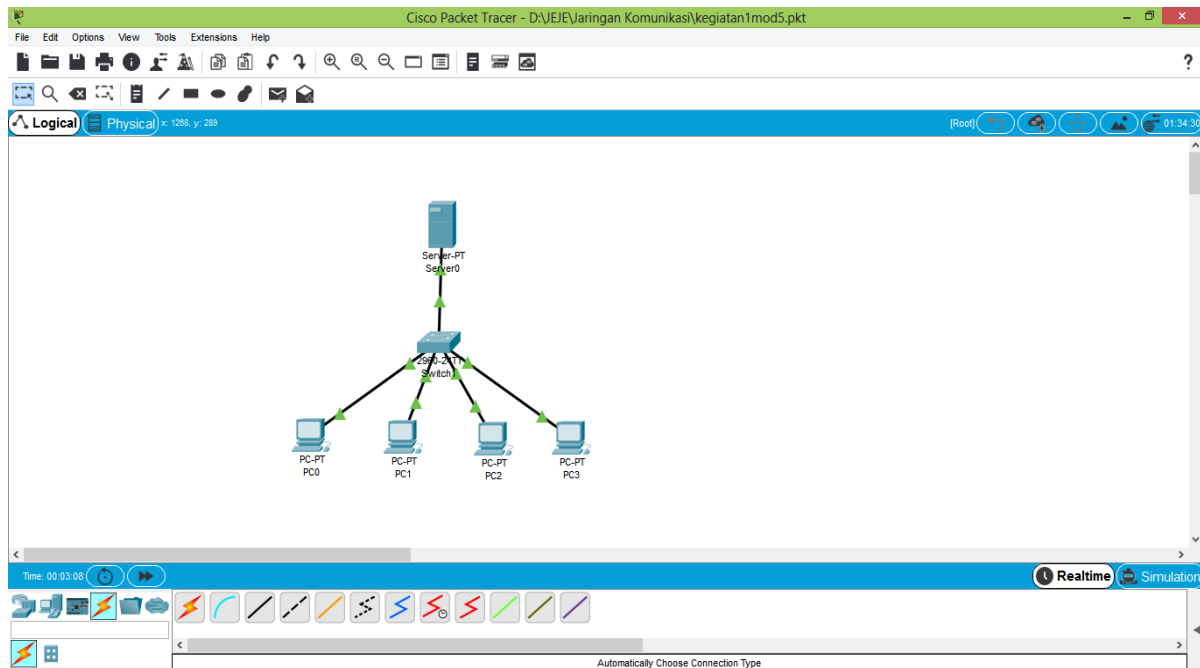 Cisco Packet Tracer - D:\JEJE\Jaringan Komunikasi\kegiatan1mod5.pkt
File Edit Options View Tools Extensions Help
?
Logical Physical x: 1268, y: 289 [Root] 01:34:30
Server-PT
Server0
2960-24TT
Switch1
PC-PT
PC0
PC-PT
PC1
PC-PT
PC2
PC-PT
PC3
Time: 00:03:08 Realtime Simulation
Automatically Choose Connection Type